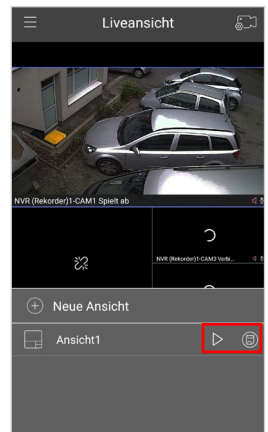 Liveansicht
NVR (Rekorder)1-CAM1 Spielt ab
NVR (Rekorder)1-CAM3 Verbi...
Neue Ansicht
Ansicht1